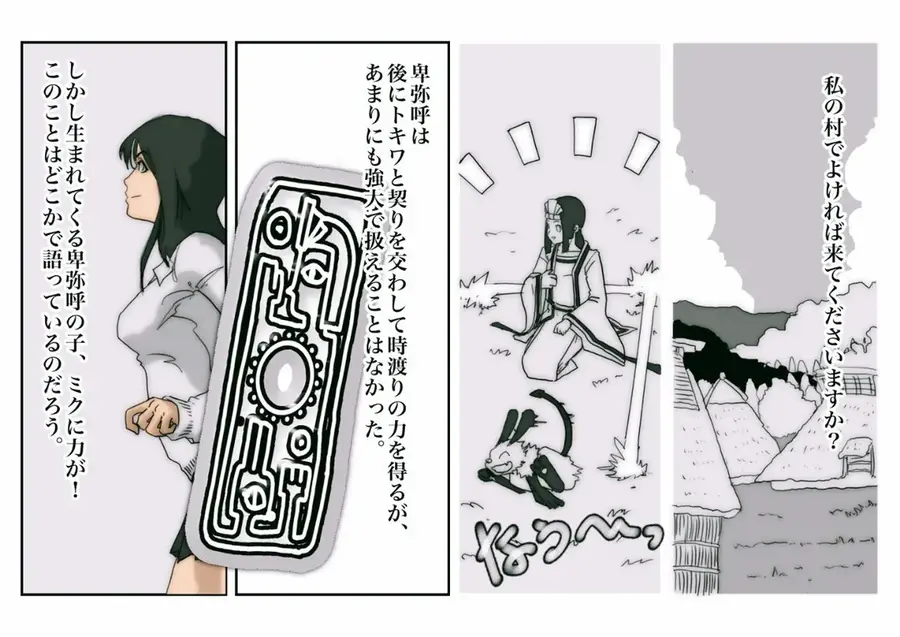 私の村でよければ来てくださいますか?
なうへ〜っ
卑弥呼は
後にトキワと契りを交わして時渡りの力を得るが、
あまりにも強大で扱えることはなかった。
しかし生まれてくる卑弥呼の子、ミクに力が!
このことはどこかで語っているのだろう。